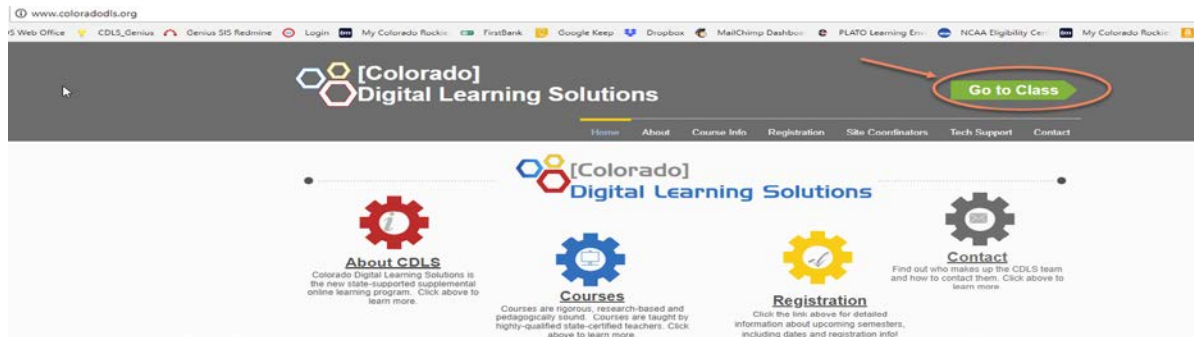 www.coloradodls.org
S Web Office CDLS_Genius Genius SIS Redmine Login My Colorado Rockie FirstBank Google Keep Dropbox MailChimp Dashbo PLATO Learning En NCAA Eligibility Cen My Colorado Rockie
[Colorado]
Digital Learning Solutions
Go to Class
Home About Course Info Registration Site Coordinators Tech Support Contact
[Colorado]
Digital Learning Solutions
About CDLS
Colorado Digital Learning Solutions is
the new state-supported supplemental
online learning program. Click above to
learn more.
Courses
Courses are rigorous, research-based and
pedagogically sound. Courses are taught by
highly-qualified state-certified teachers. Click
above to learn more.
Registration
Click the link above for detailed
information about upcoming semesters,
including dates and registration info!
Contact
Find out who makes up the CDLS team
and how to contact them. Click above to
learn more.